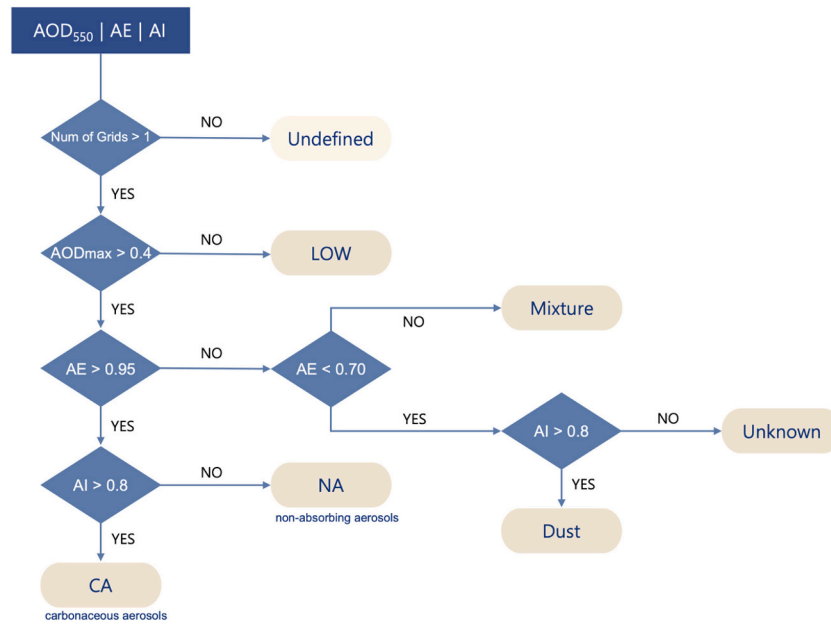 AOD₅₅₀ | AE | AI
Num of Grids > 1
NO
Undefined
YES
AODmax > 0.4
NO
LOW
YES
Mixture
NO
AE > 0.95
NO
AE < 0.70
YES
YES
AI > 0.8
NO
Unknown
AI > 0.8
NO
NA
non-absorbing aerosols
YES
Dust
YES
CA
carbonaceous aerosols